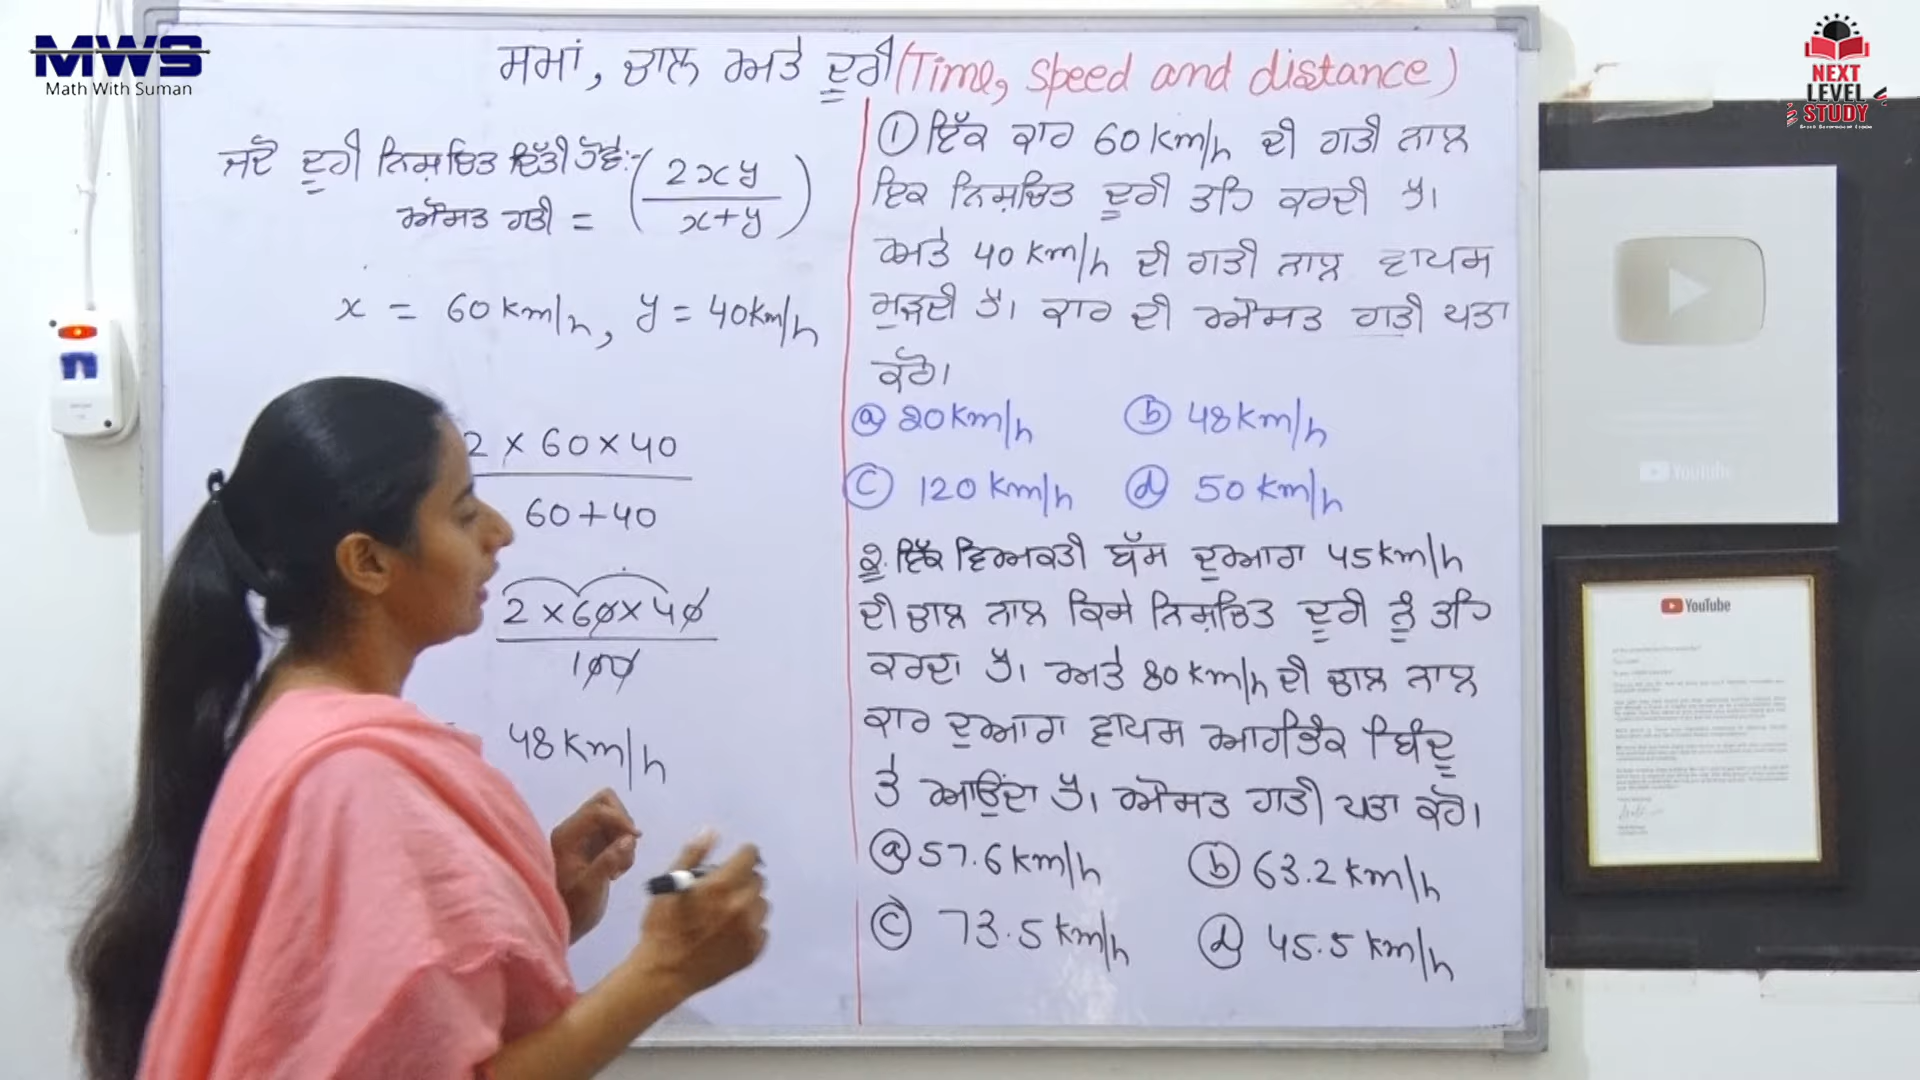 MWS
Math With Suman
NEXT
LEVEL
STUDY
ਸਮਾਂ, ਚਾਲ ਅਤੇ ਦੂਰੀ (Time, Speed and distance)
ਜਦੋਂ ਦੂਰੀ ਨਿਸ਼ਚਿਤ ਦਿੱਤੀ ਹੋਵੇ:-
ਔਸਤ ਗਤੀ = (2xy / x+y)
x = 60 km/h, y = 40km/h
2 × 60 × 40
60+40
2 × 60 × 40
100
48 km/h
① ਇੱਕ ਕਾਰ 60 km/h ਦੀ ਗਤੀ ਨਾਲ
ਇਕ ਨਿਸ਼ਚਿਤ ਦੂਰੀ ਤਹਿ ਕਰਦੀ ਹੈ।
ਅਤੇ 40 km/h ਦੀ ਗਤੀ ਨਾਲ ਵਾਪਸ
ਮੁੜਦੀ ਹੈ। ਕਾਰ ਦੀ ਔਸਤ ਗਤੀ ਪਤਾ
ਕਰੋ।
ⓐ 20 km/h ⓑ 48 km/h
ⓒ 120 km/h ⓓ 50 km/h
2. ਇੱਕ ਵਿਅਕਤੀ ਬੱਸ ਦੁਆਰਾ 45 km/h
ਦੀ ਚਾਲ ਨਾਲ ਕਿਸੇ ਨਿਸ਼ਚਿਤ ਦੂਰੀ ਨੂੰ ਤਹਿ
ਕਰਦਾ ਹੈ। ਅਤੇ 80 km/h ਦੀ ਚਾਲ ਨਾਲ
ਕਾਰ ਦੁਆਰਾ ਵਾਪਸ ਆਰੰਭਿਕ ਬਿੰਦੂ
ਤੇ ਆਉਂਦਾ ਹੈ। ਔਸਤ ਗਤੀ ਪਤਾ ਕਰੋ।
ⓐ 57.6 km/h ⓑ 63.2 km/h
ⓒ 73.5 km/h ⓓ 45.5 km/h
YouTube
YouTube